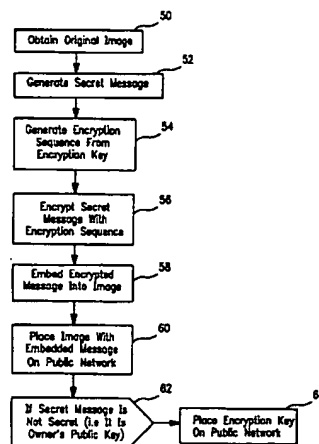 50
Obtain Original Image
52
Generate Secret Message
54
Generate Encryption
Sequence From
Encryption Key
56
Encrypt Secret
Message With
Encryption Sequence
58
Embed Encrypted
Message Into Image
60
Place Image With
Embedded Message
On Public Network
62
If Secret Message Is
Not Secret (i.e It Is
Owner's Public Key)
6
Place Encryption Key
On Public Network